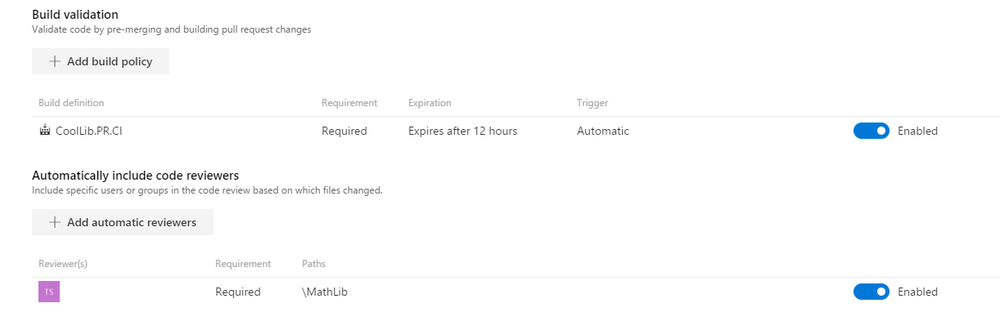 Build validation
Validate code by pre-merging and building pull request changes
Add build policy
Build definition Requirement Expiration Trigger
CoolLib.PR.CI Required Expires after 12 hours Automatic Enabled
Automatically include code reviewers
Include specific users or groups in the code review based on which files changed.
Add automatic reviewers
Reviewer(s) Requirement Paths
TS Required \MathLib Enabled